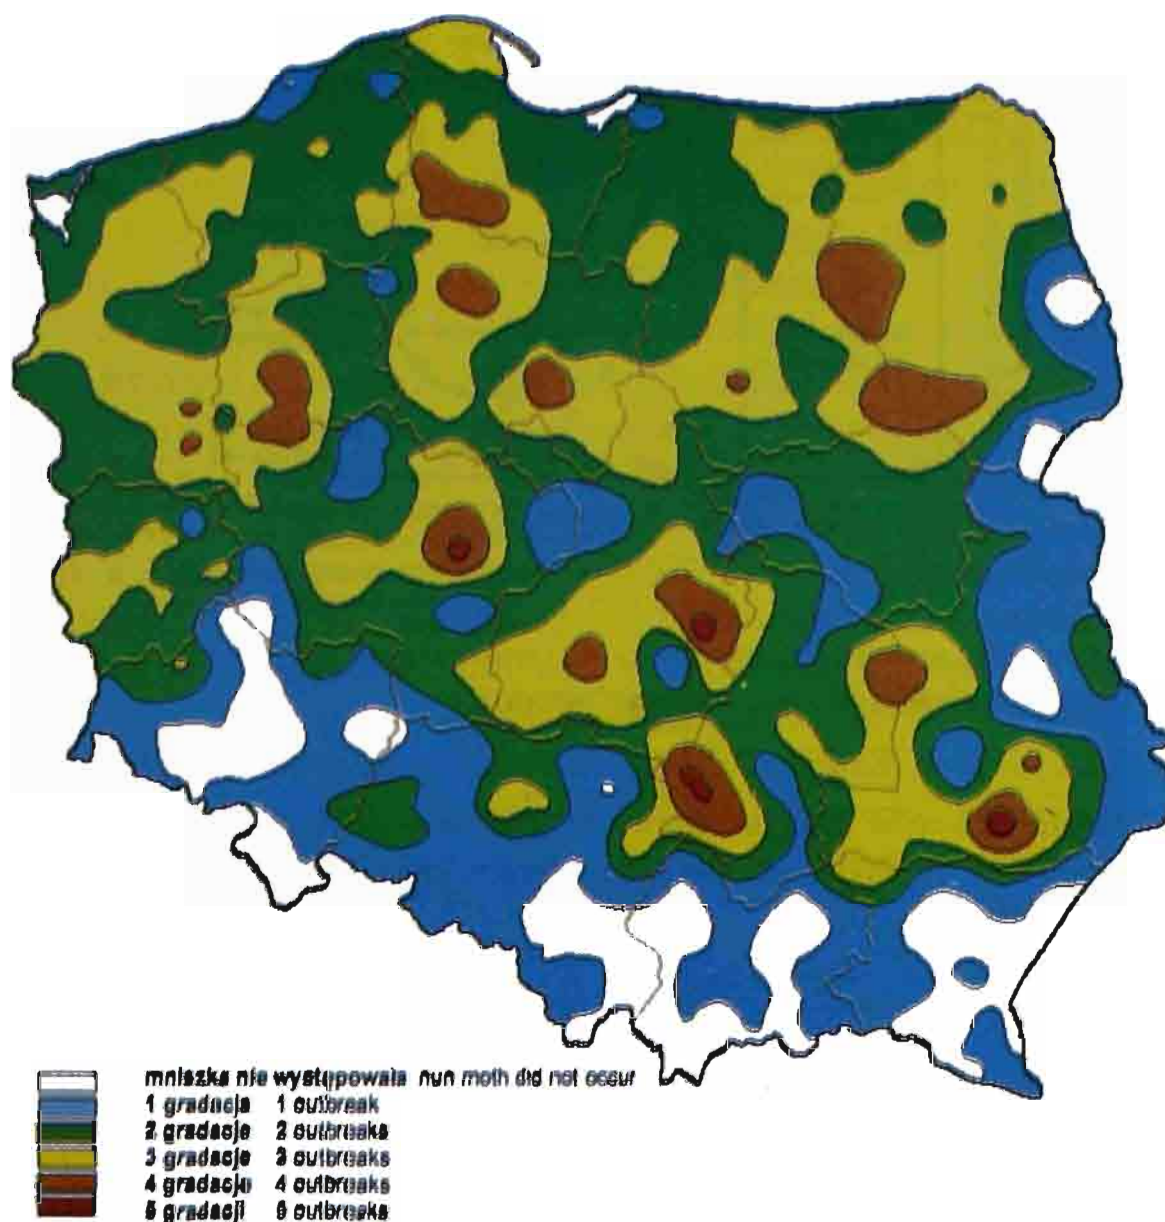 mniszka nie występowała nun moth did not occur
1 gradacja 1 outbreak
2 gradacje 2 outbreaks
3 gradacje 3 outbreaks
4 gradacje 4 outbreaks
5 gradacji 5 outbreaks